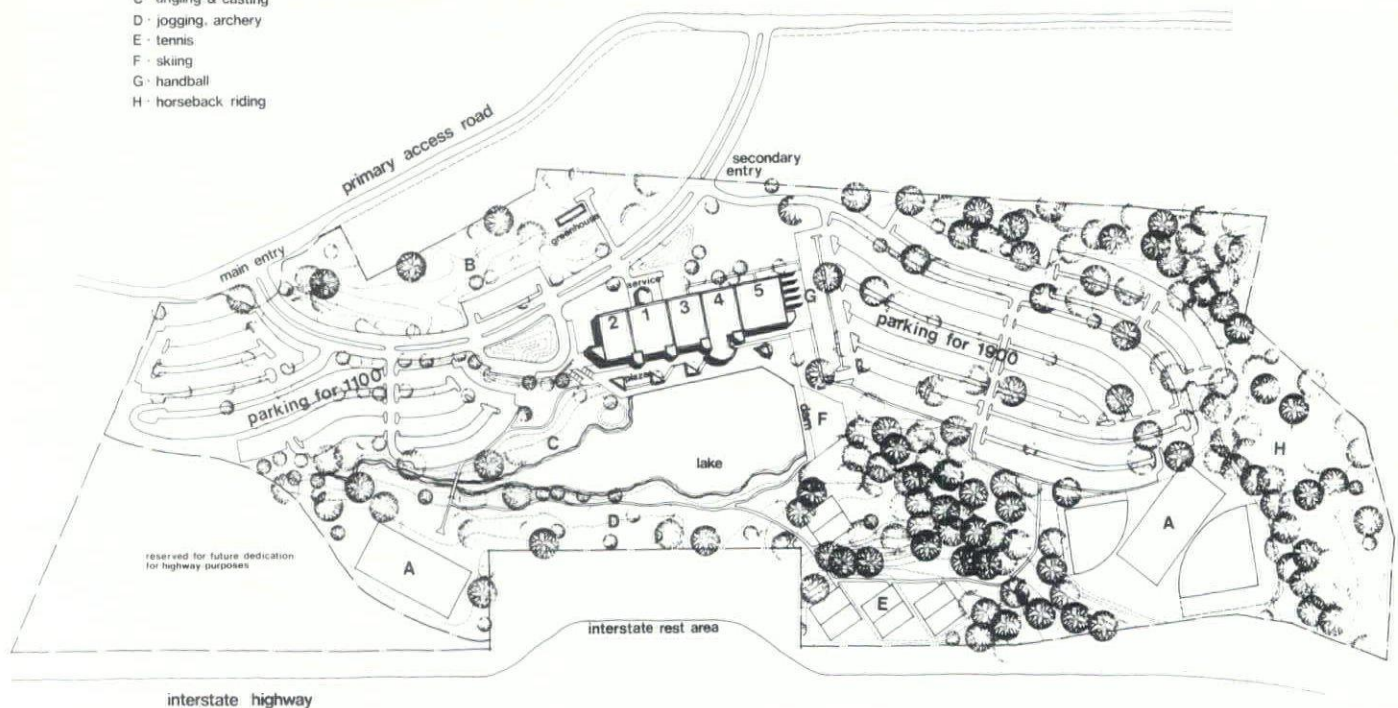 C · angling & casting
D · jogging, archery
E · tennis
F · skiing
G · handball
H · horseback riding
primary access road
secondary
entry
main entry
greenhouse
B
service
2 1 3 4 5
G
parking for 1900
plaza
parking for 1100
dam
F
C
lake
H
D
A
reserved for future dedication
for highway purposes
A
E
interstate rest area
interstate highway